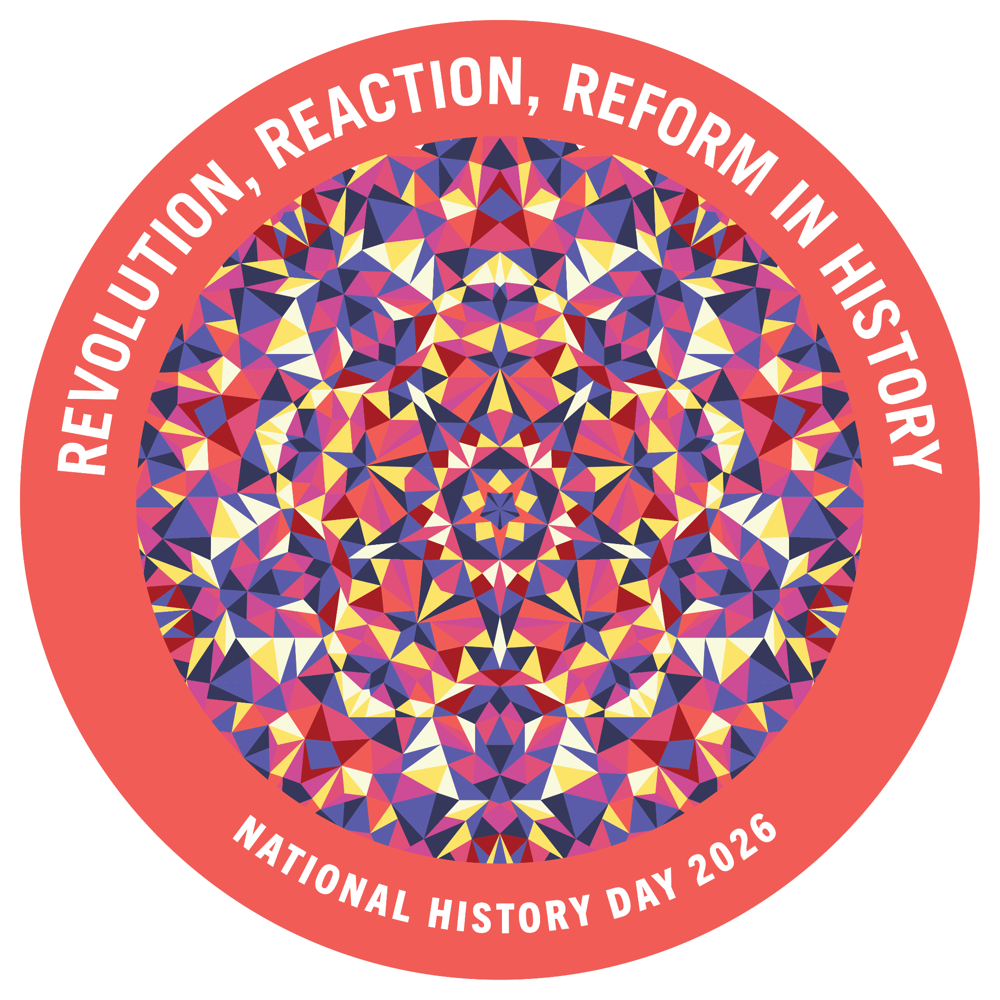 REVOLUTION, REACTION, REFORM IN HISTORY
NATIONAL HISTORY DAY 2026